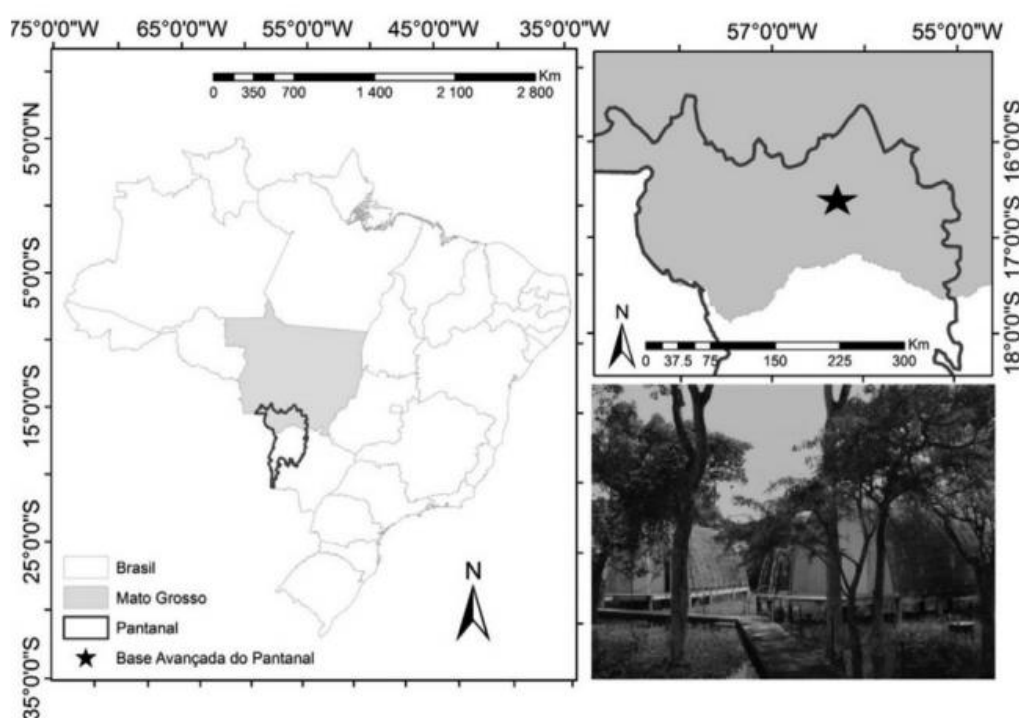 75°0'0"W 65°0'0"W 55°0'0"W 45°0'0"W 35°0'0"W
5°0'0"N
5°0'0"S
15°0'0"S
25°0'0"S
35°0'0"S
0 350 700 1 400 2 100 2 800 Km
N
Brasil
Mato Grosso
Pantanal
Base Avançada do Pantanal
57°0'0"W 55°0'0"W
16°0'0"S
17°0'0"S
18°0'0"S
N
0 37.5 75 150 225 300 Km